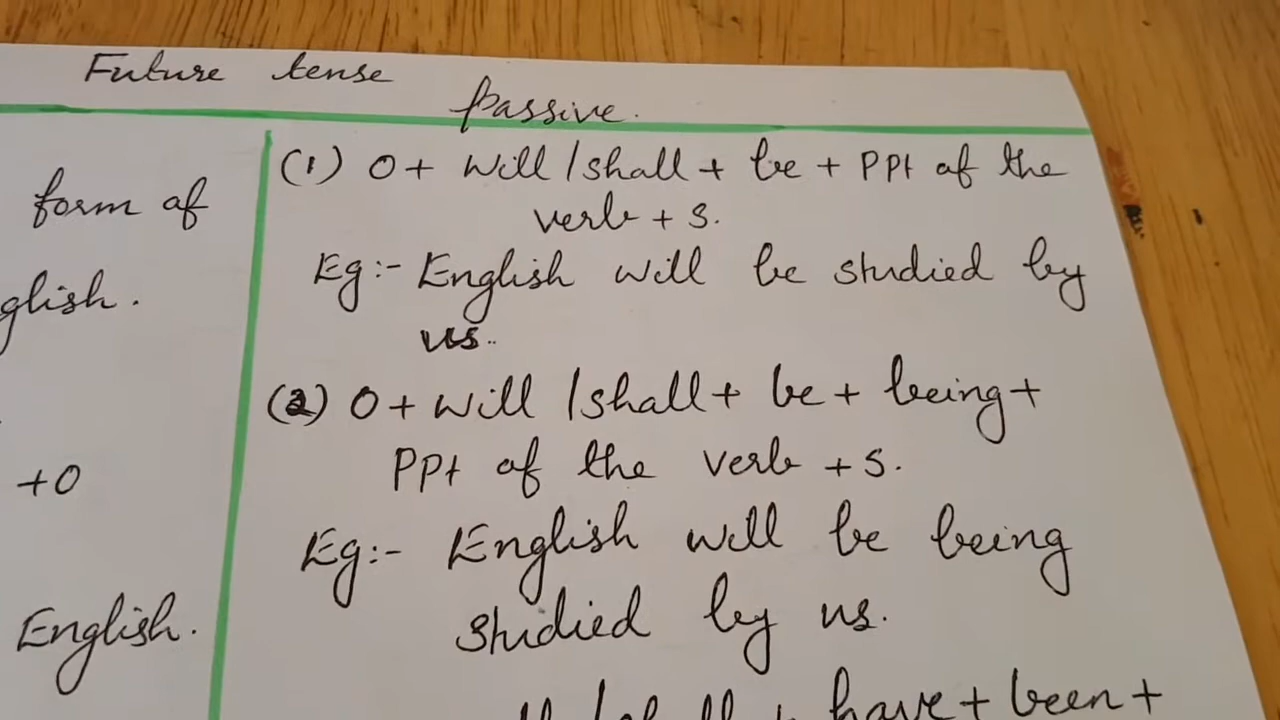 Future tense
Passive.
form of
glish.
+O
English.
(1) O+ Will/shall + be + PPt of the
verb + S.
Eg:- English will be studied by
us..
(2) O+ will/shall + be + being +
PPt of the verb + S.
Eg:- English will be being
studied by us.
have + been +